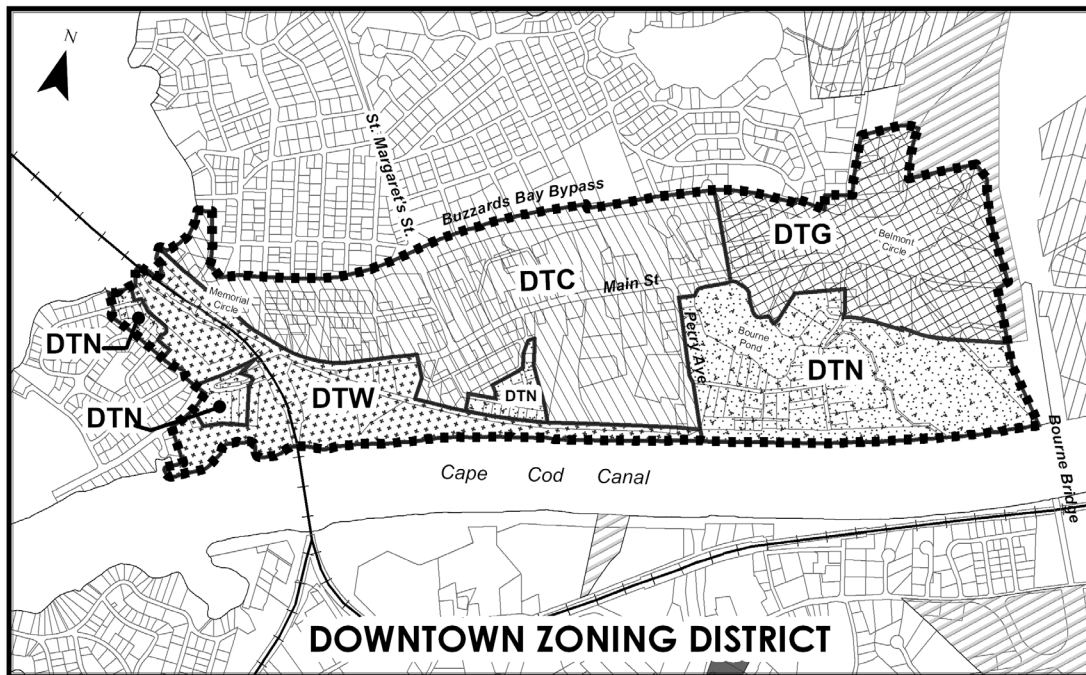 N
St. Margaret's St.
Buzzards Bay Bypass
DTG
Belmont
Circle
DTC
Main St
Memorial
Circle
Perry Ave
Bourne
Pond
DTN
DTN
DTN
DTW
DTN
Cape Cod Canal
Bourne Bridge
DOWNTOWN ZONING DISTRICT